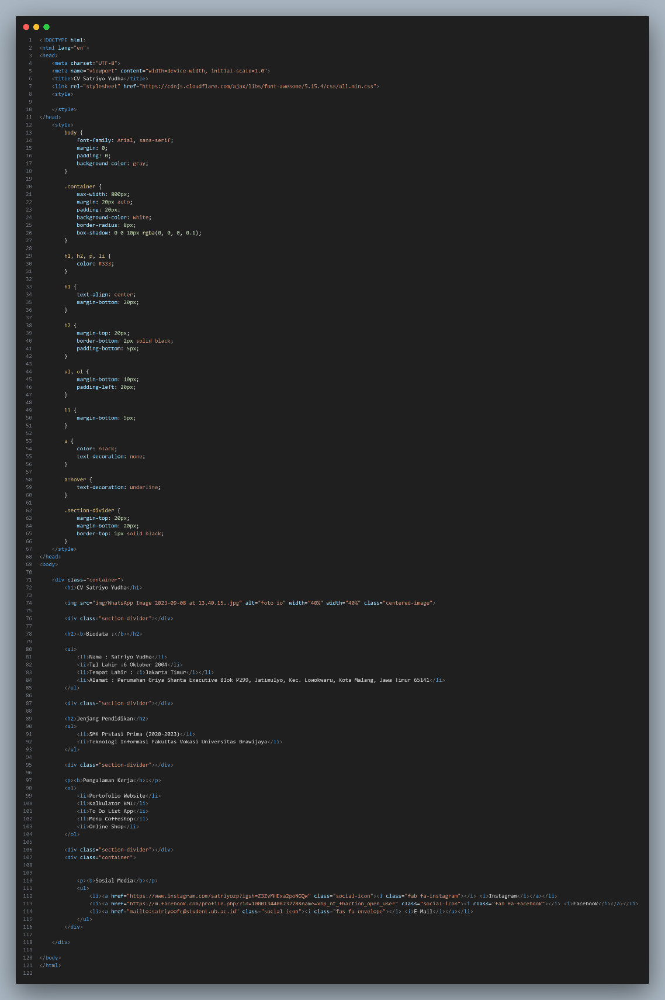 1 <!DOCTYPE html>
2 <html lang="en">
3 <head>
4     <meta charset="UTF-8">
5     <meta name="viewport" content="width=device-width, initial-scale=1.0">
6     <title>CV Satriyo Yudha</title>
7     <link rel="stylesheet" href="https://cdnjs.cloudflare.com/ajax/libs/font-awesome/5.15.4/css/all.min.css">
8     <style>
9
10     </style>
11 </head>
12     <style>
13         body {
14             font-family: Arial, sans-serif;
15             margin: 0;
16             padding: 0;
17             background-color: gray;
18         }
19
20         .container {
21             max-width: 800px;
22             margin: 20px auto;
23             padding: 20px;
24             background-color: white;
25             border-radius: 8px;
26             box-shadow: 0 0 10px rgba(0, 0, 0, 0.1);
27         }
28
29         h1, h2, p, li {
30             color: #333;
31         }
32
33         h1 {
34             text-align: center;
35             margin-bottom: 20px;
36         }
37
38         h2 {
39             margin-top: 20px;
40             border-bottom: 2px solid black;
41             padding-bottom: 5px;
42         }
43
44         ul, ol {
45             margin-bottom: 10px;
46             padding-left: 20px;
47         }
48
49         li {
50             margin-bottom: 5px;
51         }
52
53         a {
54             color: black;
55             text-decoration: none;
56         }
57
58         a:hover {
59             text-decoration: underline;
60         }
61
62         .section-divider {
63             margin-top: 20px;
64             margin-bottom: 20px;
65             border-top: 1px solid black;
66         }
67     </style>
68 </head>
69 <body>
70
71     <div class="container">
72         <h1>CV Satriyo Yudha</h1>
73
74         <img src="img/WhatsApp Image 2023-09-08 at 13.40.15..jpg" alt="foto io" width="40%" width="40%" class="centered-image">
75
76         <div class="section-divider"></div>
77
78         <h2><b>Biodata :</b></h2>
79
80         <ul>
81             <li>Nama : Satriyo Yudha</li>
82             <li>Tgl Lahir :6 Oktober 2004</li>
83             <li>Tempat Lahir : <i>Jakarta Timur</i></li>
84             <li>Alamat : Perumahan Griya Shanta Executive Blok P299, Jatimulyo, Kec. Lowokwaru, Kota Malang, Jawa Timur 65141</li>
85         </ul>
86
87         <div class="section-divider"></div>
88
89         <h2>Jenjang Pendidikan</h2>
90         <ul>
91             <li>SMK Prstasi Prima (2020-2023)</li>
92             <li>Teknologi Informasi Fakultas Vokasi Universitas Brawijaya</li>
93         </ul>
94
95         <div class="section-divider"></div>
96
97         <p><b>Pengalaman Kerja</b>:</p>
98         <ol>
99             <li>Portofolio Website</li>
100             <li>Kalkulator BMI</li>
101             <li>To Do List App</li>
102             <li>Menu Coffeshop</li>
103             <li>Online Shop</li>
104         </ol>
105
106         <div class="section-divider"></div>
107         <div class="container">
108
109
110             <p><b>Sosial Media</b></p>
111             <ul>
112                 <li><a href="https://www.instagram.com/satriyozp?igsh=Z3ZvMHExa2poNGQw" class="social-icon"><i class="fab fa-instagram"></i> <i>Instagram</i></a></li>
113                 <li><a href="https://m.facebook.com/profile.php/?id=100013440823278&name=xhp_nt_fbaction_open_user" class="social-icon"><i class="fab fa-facebook"></i> <i>Facebook</i></a></li>
114                 <li><a href="mailto:satriyoofc@student.ub.ac.id" class="social-icon"><i class="fas fa-envelope"></i> <i>E-Mail</i></a></li>
115             </ul>
116         </div>
117
118     </div>
119
120 </body>
121 </html>
122